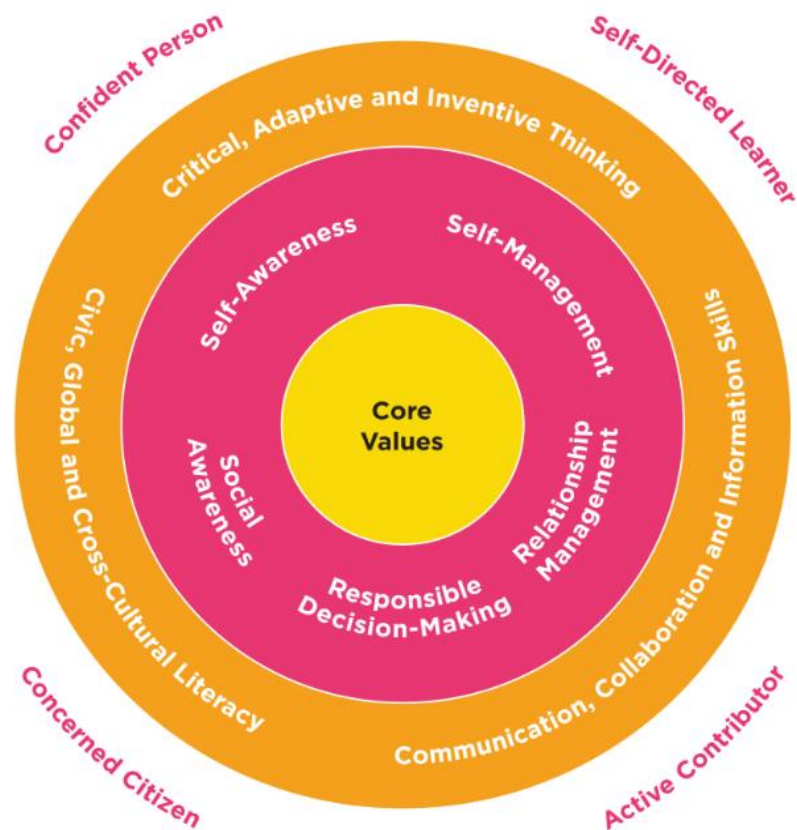 Confident Person
Self-Directed Learner
Critical, Adaptive and Inventive Thinking
Self-Awareness
Self-Management
Civic, Global and Cross-Cultural Literacy
Communication, Collaboration and Information Skills
Core
Values
Social
Awareness
Relationship
Management
Responsible
Decision-Making
Concerned Citizen
Active Contributor